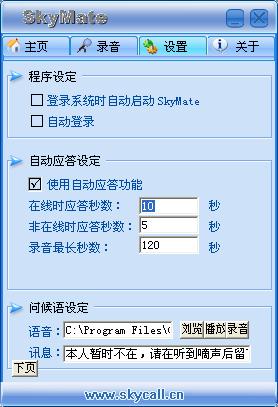 SkyMate
主页 录音 设置 关于
程序设定
登录系统时自动启动 SkyMate
自动登录
自动应答设定
使用自动应答功能
在线时应答秒数： 10 秒
非在线时应答秒数： 5 秒
录音最长秒数： 120 秒
问候语设定
语音： C:\Program Files\( 浏览 播放 录音
讯息： 本人暂时不在，请在听到嘀声后留
下页
www.skycall.cn